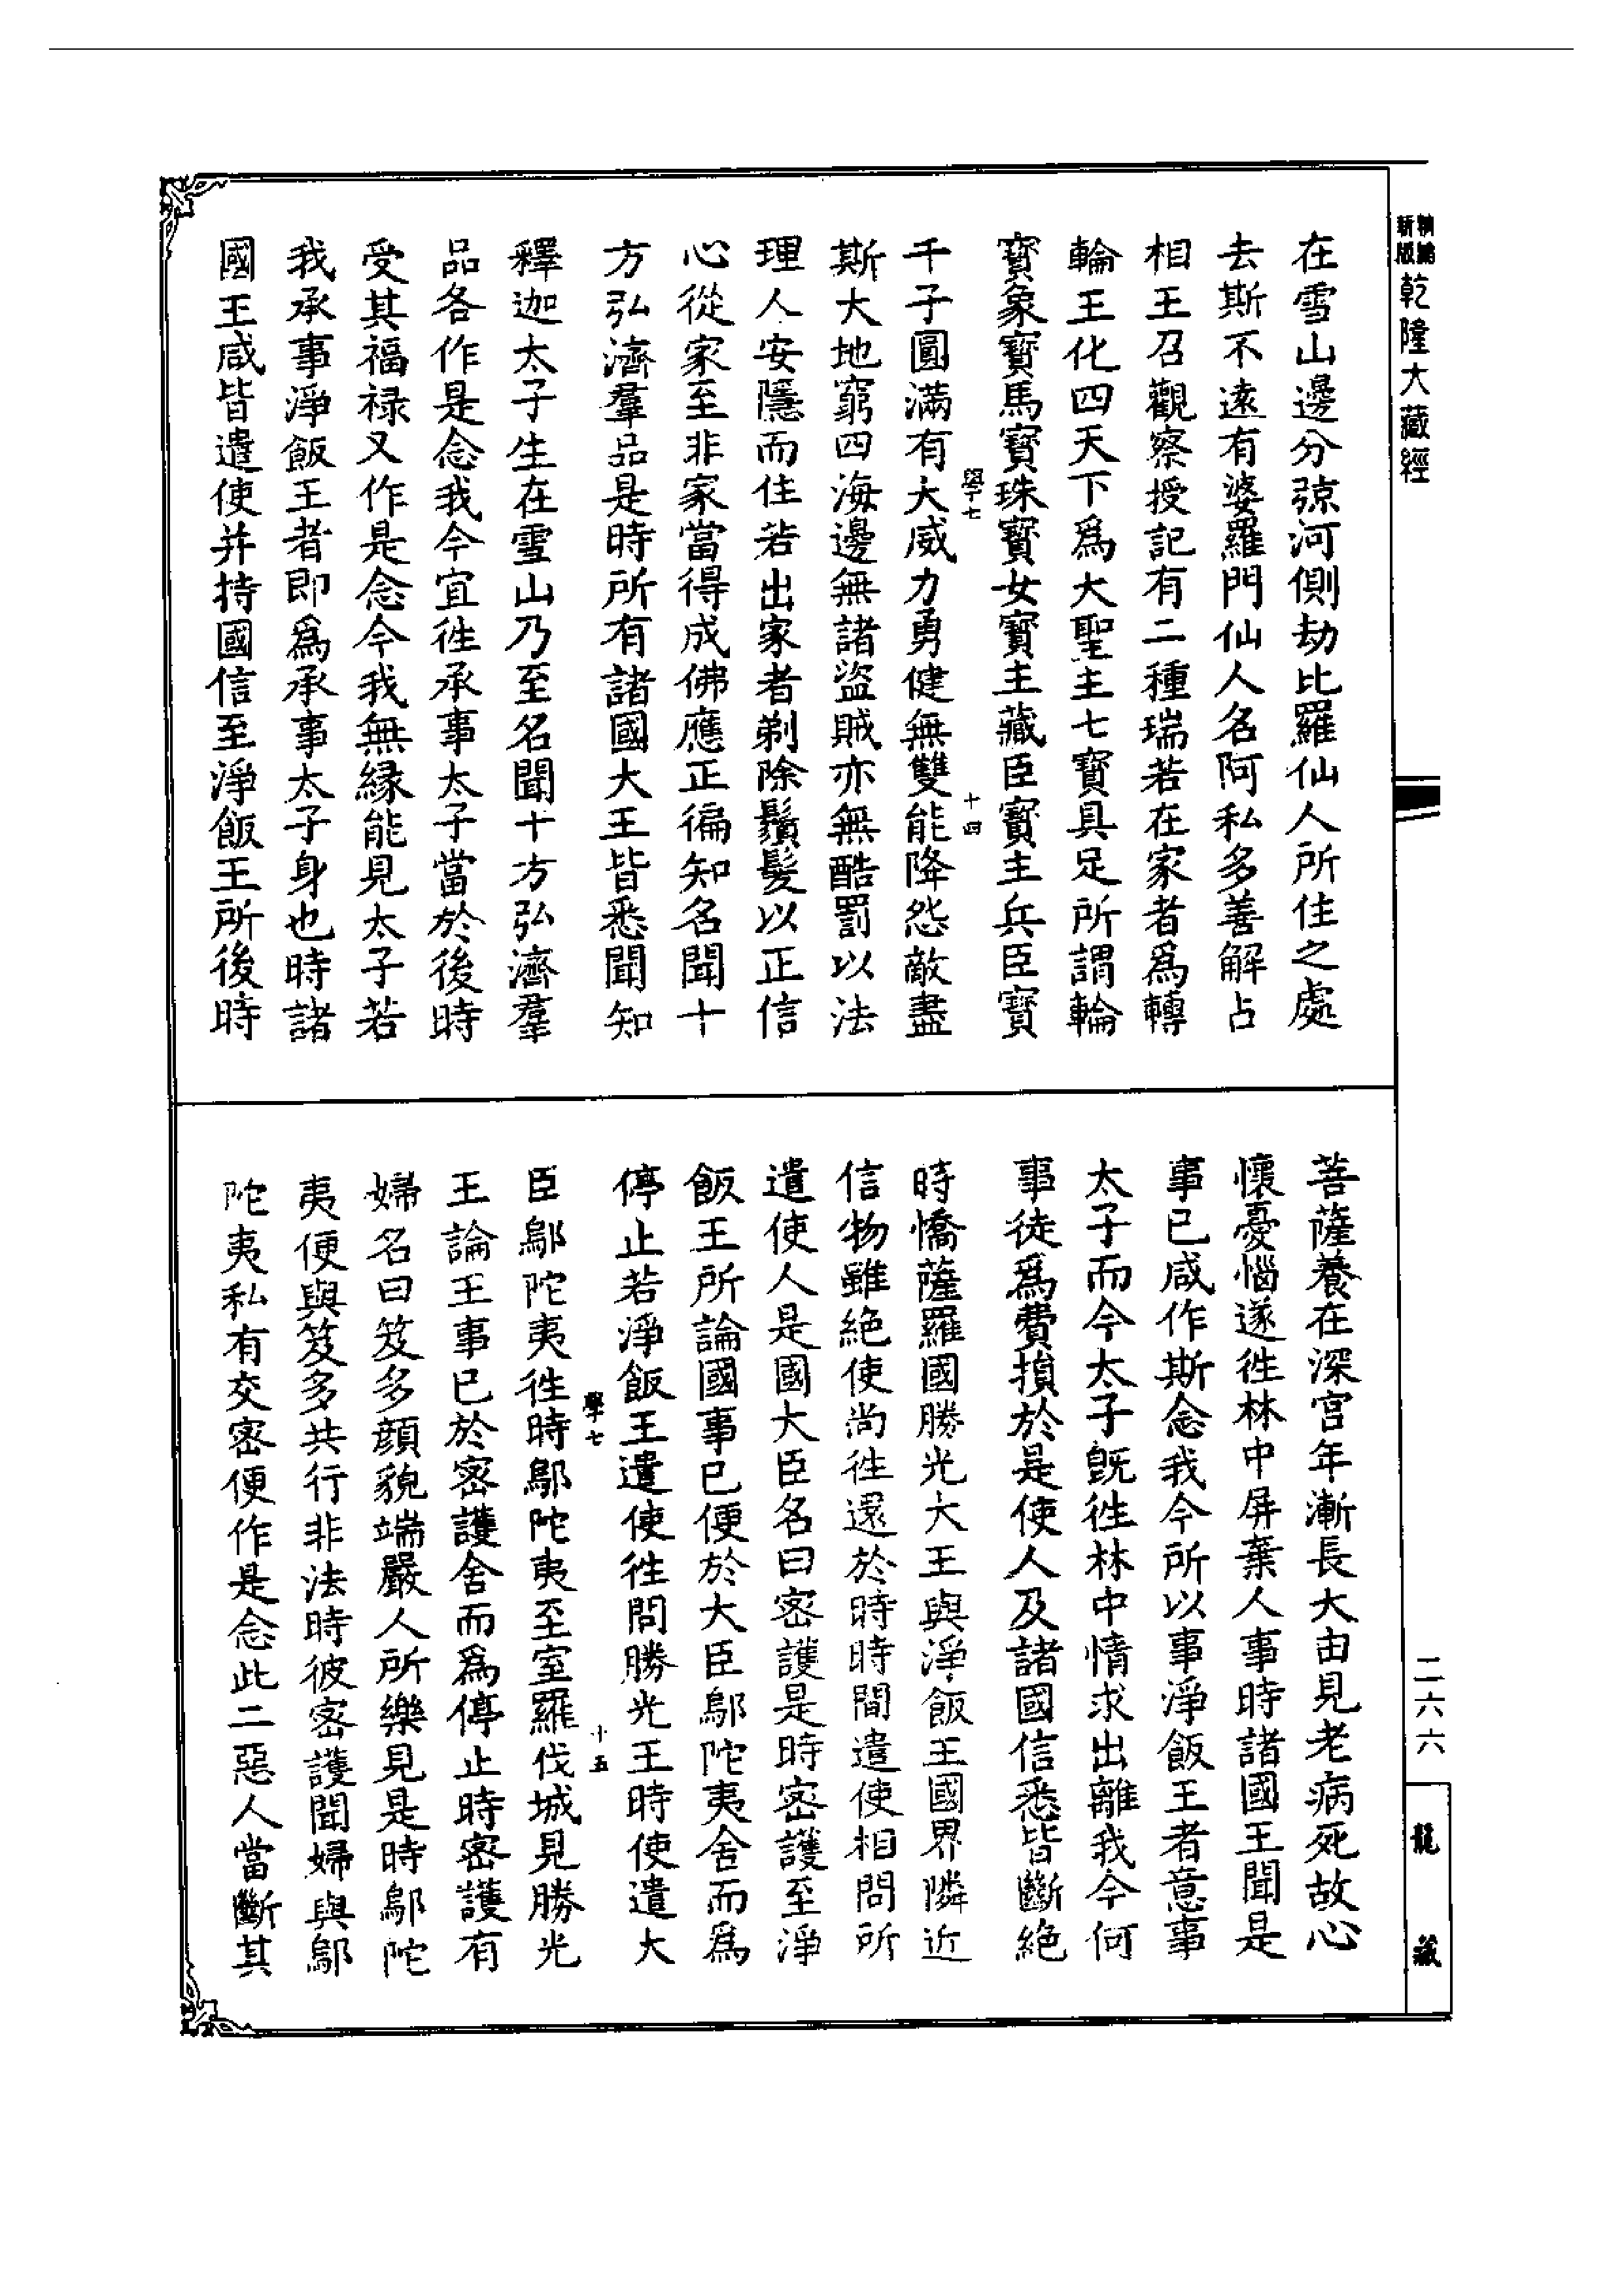 精編
新版
乾隆大藏經
在雪山邊分殑河側劫比羅仙人所住之處
去斯不遠有婆羅門仙人名阿私多善解占
相王召觀察授記有二種瑞若在家者為轉
輪王化四天下為大聖主七寶具足所謂輪
寶象寶馬寶珠寶女寶主藏臣寶主兵臣寶
學七
十四
千子圓滿有大威力勇健無雙能降怨敵盡
斯大地窮四海邊無諸盜賊亦無酷罰以法
理人安隱而住若出家者剃除鬚髮以正信
心從家至非家當得成佛應正徧知名聞十
方弘濟羣品是時所有諸國大王皆悉聞知
釋迦太子生在雪山乃至名聞十方弘濟羣
品各作是念我今宜徃承事太子當於後時
受其福禄又作是念今我無緣能見太子若
我承事淨飯王者即為承事太子身也時諸
國王咸皆遣使并持國信至淨飯王所後時
菩薩養在深宮年漸長大由見老病死故心
懷憂惱遂徃林中屏棄人事時諸國王聞是
事已咸作斯念我今所以事淨飯王者意事
太子而今太子既徃林中情求出離我今何
事徒為費損於是使人及諸國信悉皆斷絕
時憍薩羅國勝光大王與淨飯王國界隣近
信物雖絕使尚徃還於時時間遣使相問所
遣使人是國大臣名曰密護是時密護至淨
飯王所論國事已便於大臣鄔陀夷舍而為
停止若淨飯王遣使徃問勝光王時使遣大
學七
十五
臣鄔陀夷徃時鄔陀夷至室羅伐城見勝光
王論王事已於密護舍而為停止時密護有
婦名曰笈多顏貌端嚴人所樂見是時鄔陀
夷便與笈多共行非法時彼密護聞婦與鄔
陀夷私有交密便作是念此二惡人當斷其
二六六
龍藏